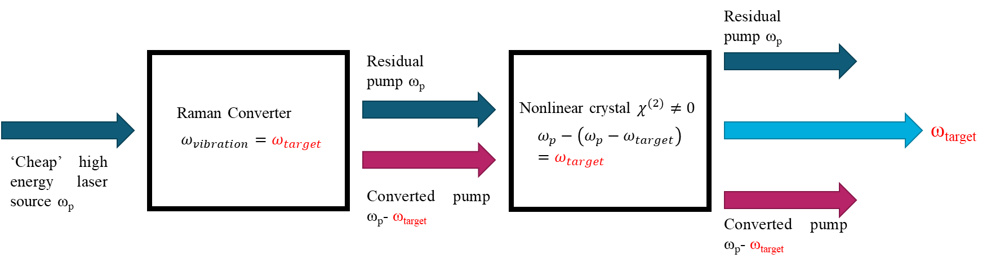 ‘Cheap’ high
energy laser
source ωp
Raman Converter
𝜔𝑣𝑖𝑏𝑟𝑎𝑡𝑖𝑜𝑛 = 𝜔𝑡𝑎𝑟𝑔𝑒𝑡
Residual
pump ωp
Converted pump
ωp- ωtarget
Nonlinear crystal 𝜒(2) ≠ 0
𝜔𝑝 − (𝜔𝑝 − 𝜔𝑡𝑎𝑟𝑔𝑒𝑡)
= 𝜔𝑡𝑎𝑟𝑔𝑒𝑡
Residual
pump ωp
ωtarget
Converted pump
ωp- ωtarget